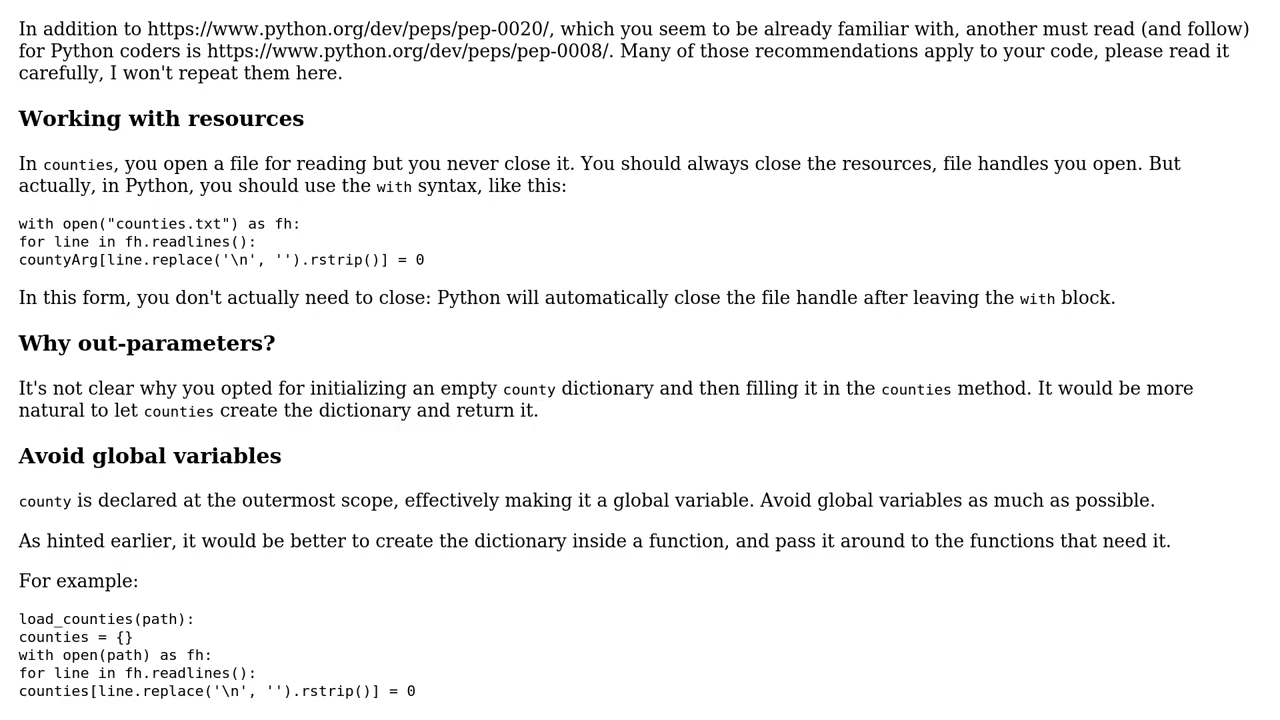 In addition to https://www.python.org/dev/peps/pep-0020/, which you seem to be already familiar with, another must read (and follow)
for Python coders is https://www.python.org/dev/peps/pep-0008/. Many of those recommendations apply to your code, please read it
carefully, I won't repeat them here.
Working with resources
In counties, you open a file for reading but you never close it. You should always close the resources, file handles you open. But
actually, in Python, you should use the with syntax, like this:
with open("counties.txt") as fh:
for line in fh.readlines():
countyArg[line.replace('\n', '').rstrip()] = 0
In this form, you don't actually need to close: Python will automatically close the file handle after leaving the with block.
Why out-parameters?
It's not clear why you opted for initializing an empty county dictionary and then filling it in the counties method. It would be more
natural to let counties create the dictionary and return it.
Avoid global variables
county is declared at the outermost scope, effectively making it a global variable. Avoid global variables as much as possible.
As hinted earlier, it would be better to create the dictionary inside a function, and pass it around to the functions that need it.
For example:
load_counties(path):
counties = {}
with open(path) as fh:
for line in fh.readlines():
counties[line.replace('\n', '').rstrip()] = 0